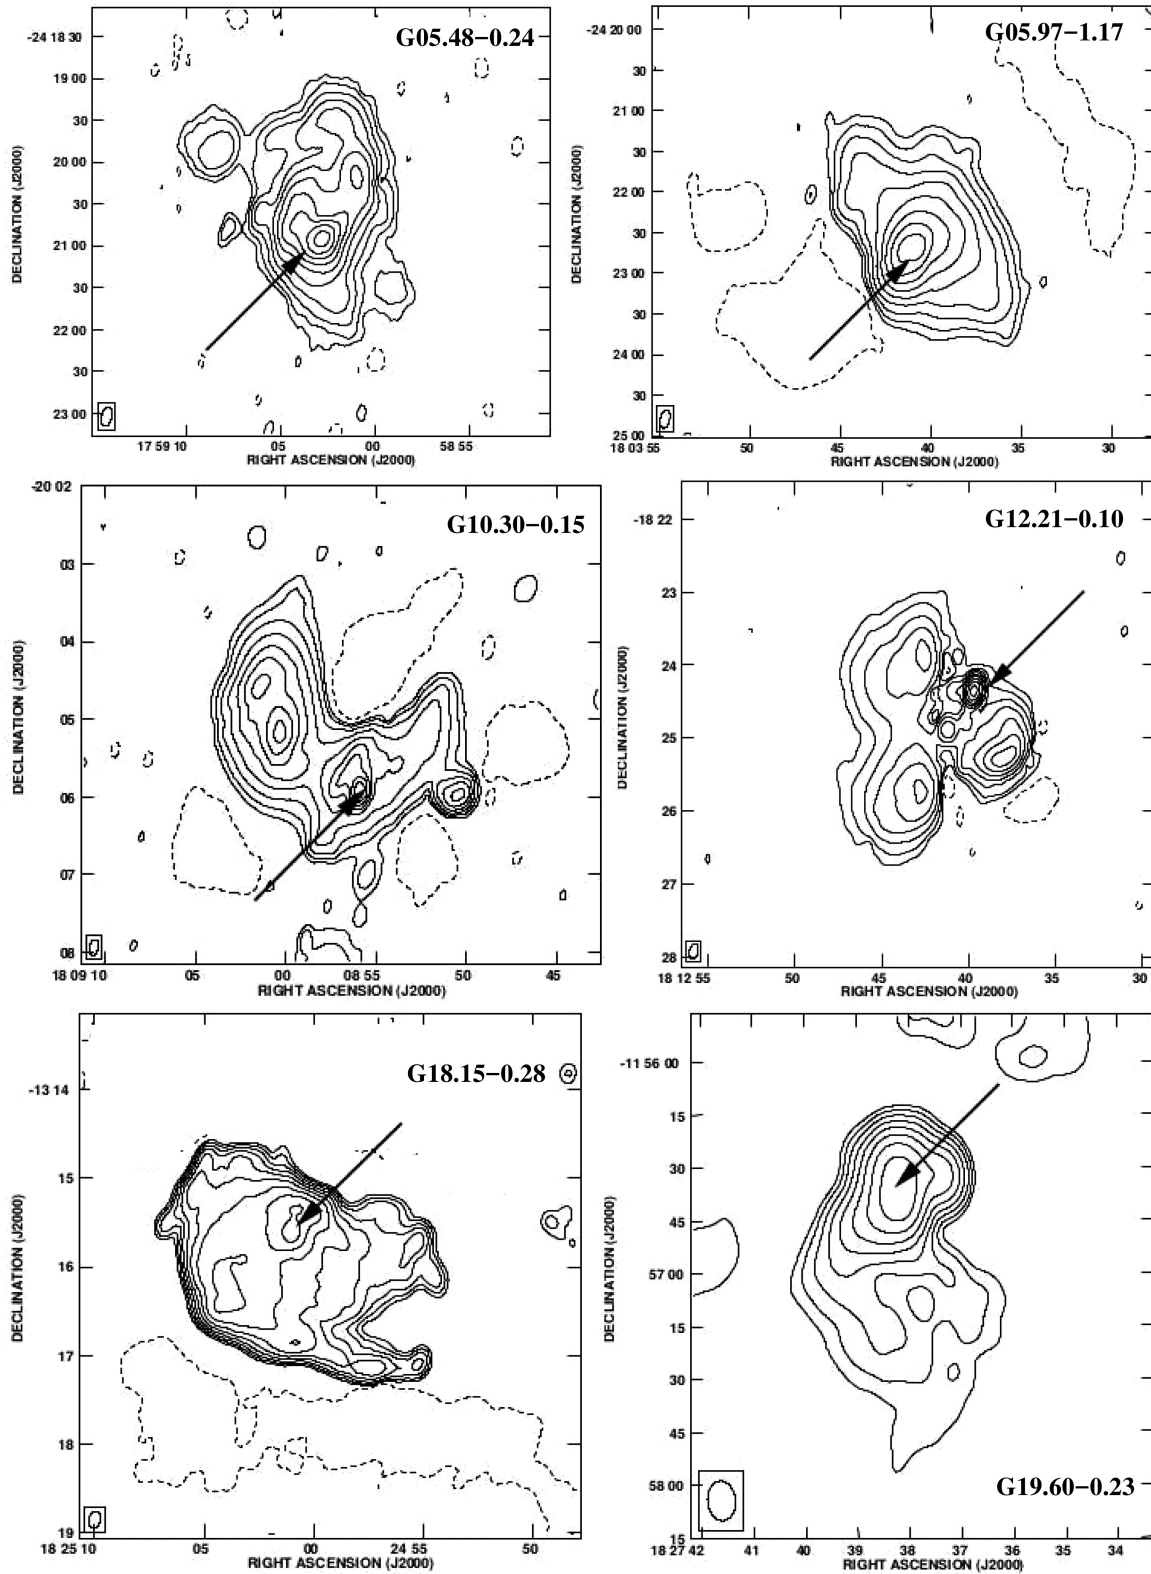 G05.48−0.24
-24 18 30
19 00
30
20 00
30
21 00
30
22 00
30
23 00
DECLINATION (J2000)
17 59 10
05
00
58 55
RIGHT ASCENSION (J2000)
G05.97−1.17
-24 20 00
30
21 00
30
22 00
30
23 00
30
24 00
30
25 00
DECLINATION (J2000)
18 03 55
50
45
40
35
30
RIGHT ASCENSION (J2000)
G10.30−0.15
-20 02
03
04
05
06
07
08
DECLINATION (J2000)
18 09 10
05
00
08 55
50
45
RIGHT ASCENSION (J2000)
G12.21−0.10
-18 22
23
24
25
26
27
28
DECLINATION (J2000)
18 12 55
50
45
40
35
30
RIGHT ASCENSION (J2000)
G18.15−0.28
-13 14
15
16
17
18
19
DECLINATION (J2000)
18 25 10
05
00
24 55
50
RIGHT ASCENSION (J2000)
-11 56 00
15
30
45
57 00
15
30
45
58 00
15
DECLINATION (J2000)
G19.60−0.23
18 27 42
41
40
39
38
37
36
35
34
RIGHT ASCENSION (J2000)